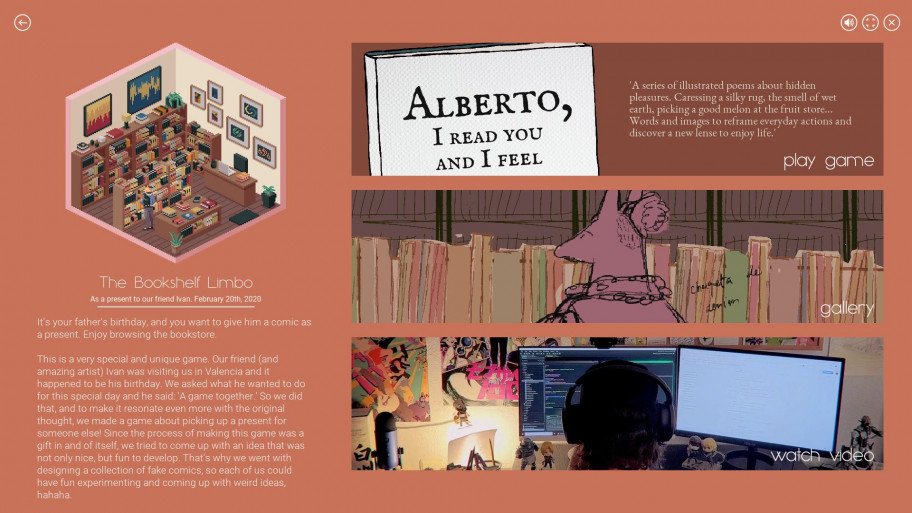 The Bookshelf Limbo
As a present to our friend Ivan. February 20th, 2020
It's your father's birthday, and you want to give him a comic as
a present. Enjoy browsing the bookstore.
This is a very special and unique game. Our friend (and
amazing artist) Ivan was visiting us in Valencia and it
happened to be his birthday. We asked what he wanted to do
for this special day and he said: 'A game together.' So we did
that, and to make it resonate even more with the original
thought, we made a game about picking up a present for
someone else! Since the process of making this game was a
gift in and of itself, we tried to come up with an idea that was
not only nice, but fun to develop. That's why we went with
designing a collection of fake comics, so each of us could
have fun experimenting and coming up with weird ideas,
hahaha.
ALBERTO,
I READ YOU
AND I FEEL
'A series of illustrated poems about hidden
pleasures. Caressing a silky rug, the smell of wet
earth, picking a good melon at the fruit store...
Words and images to reframe everyday actions and
discover a new lense to enjoy life.'
play game
gallery
watch video